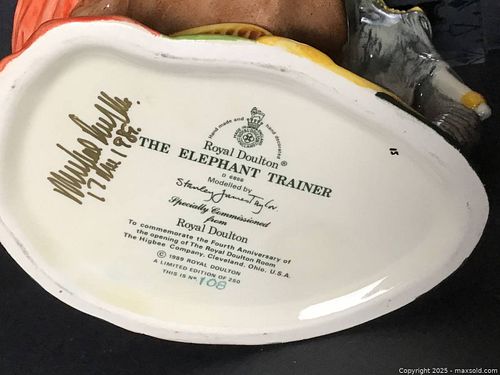 Hand made and hand decorated
Royal Doulton®
THE ELEPHANT TRAINER
D 6856
Modelled by
Stanley James Taylor
Specially Commissioned
from
Royal Doulton
To commemorate the Fourth Anniversary of
the opening of The Royal Doulton Room
The Higbee Company, Cleveland, Ohio. U.S.A.
© 1989 ROYAL DOULTON
A LIMITED EDITION OF 250
THIS IS Nº 108
Michael Doulton
Copyright 2025 - maxsold.com